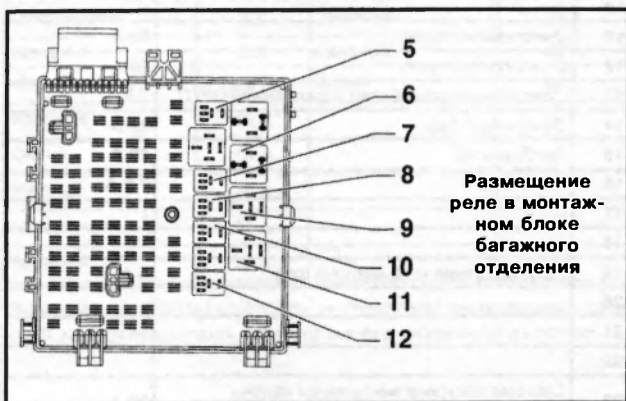 5
6
7
8
9
10
11
12
Размещение
реле в монтаж-
ном блоке
багажного
отделения